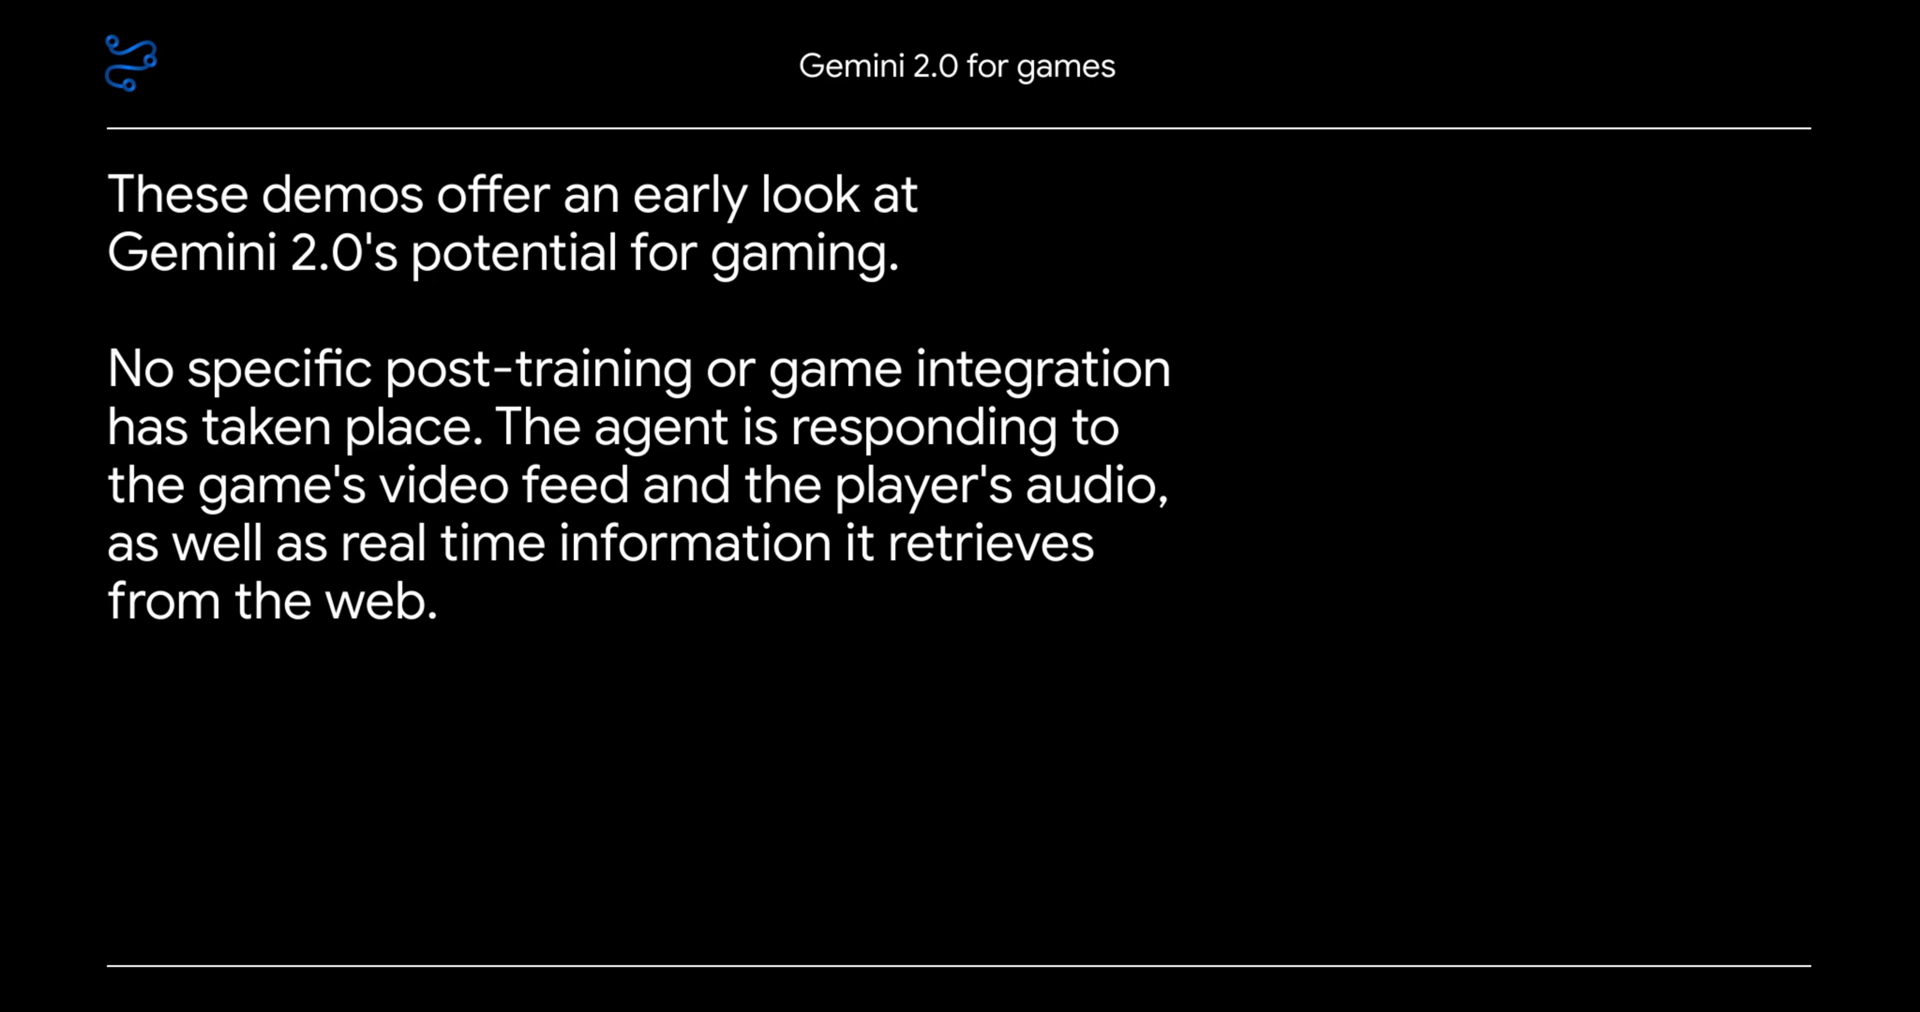 Gemini 2.0 for games
These demos offer an early look at
Gemini 2.0's potential for gaming.
No specific post-training or game integration
has taken place. The agent is responding to
the game's video feed and the player's audio,
as well as real time information it retrieves
from the web.